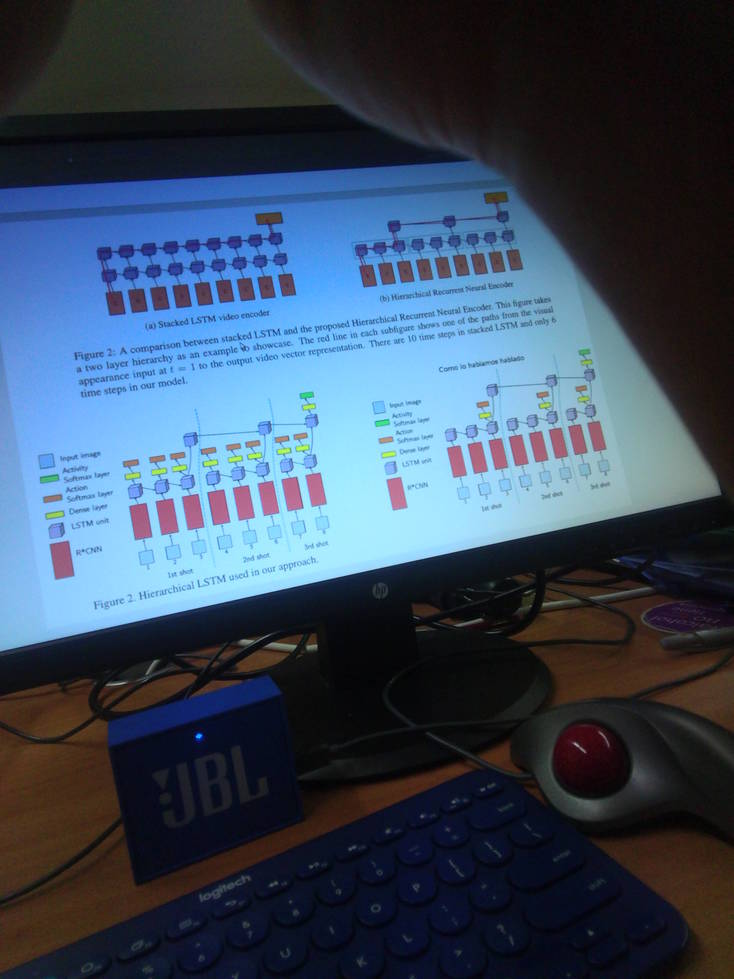 (a) Stacked LSTM video encoder
(b) Hierarchical Recurrent Neural Encoder
Figure 2: A comparison between stacked LSTM and the proposed Hierarchical Recurrent Neural Encoder. This figure takes
a two layer hierarchy as an example to showcase. The red line in each subfigure shows one of the paths from the visual
appearance input at t = 1 to the output video vector representation. There are 10 time steps in stacked LSTM and only 6
time steps in our model.
Input image
Activity
Softmax layer
Action
Softmax layer
Dense layer
LSTM unit
R*CNN
1st shot
2nd shot
3rd shot
Figure 2. Hierarchical LSTM used in our approach.
Como lo habíamos hablado
Input image
Activity
Softmax layer
Action
Softmax layer
Dense layer
LSTM unit
R*CNN
1st shot
2nd shot
3rd shot
hp
JBL
logitech
U I O P
K L